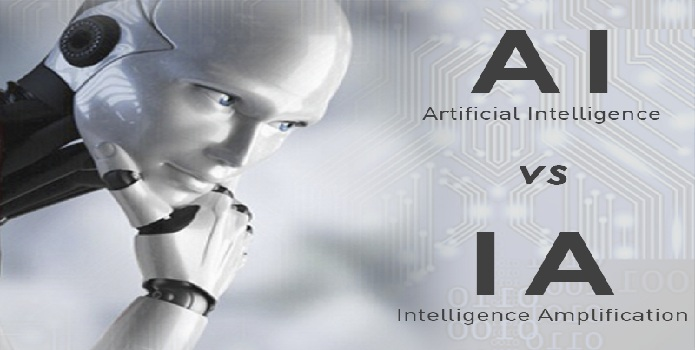 AI
Artificial Intelligence
vs
IA
Intelligence Amplification